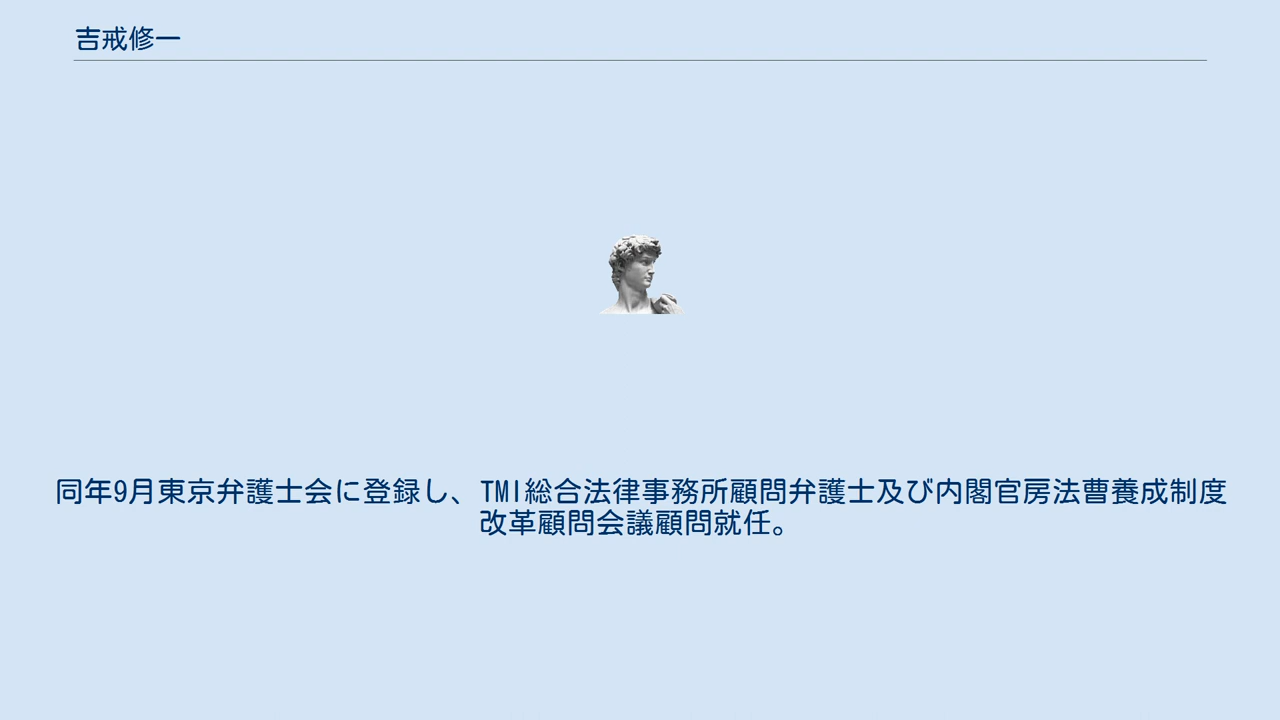 吉戒修一
同年9月東京弁護士会に登録し、TMI総合法律事務所顧問弁護士及び内閣官房法曹養成制度
改革顧問会議顧問就任。